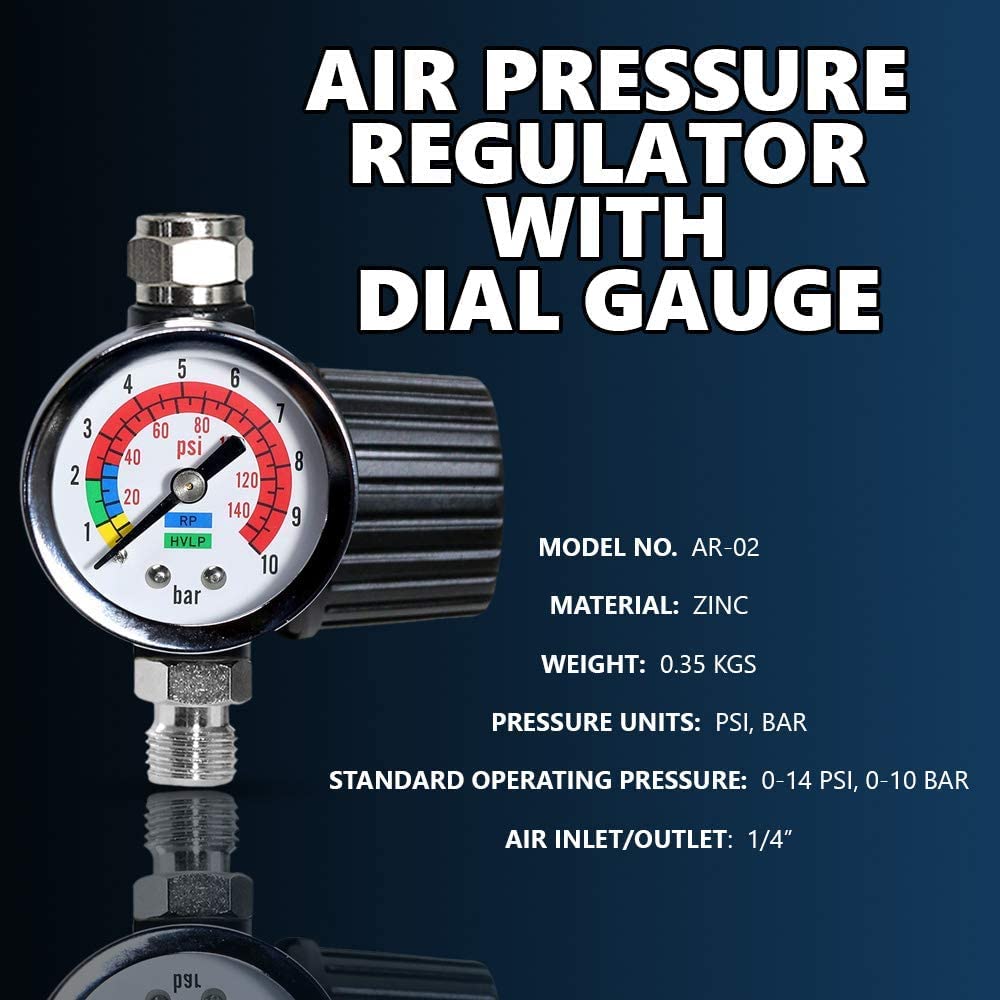 AIR PRESSURE
REGULATOR
WITH
DIAL GAUGE
1 2 3 4 5 6 7 8 9 10
20 40 60 80 120 140
psi
RP
HVLP
bar
MODEL NO. AR-02
MATERIAL: ZINC
WEIGHT: 0.35 KGS
PRESSURE UNITS: PSI, BAR
STANDARD OPERATING PRESSURE: 0-14 PSI, 0-10 BAR
AIR INLET/OUTLET: 1/4”
psi